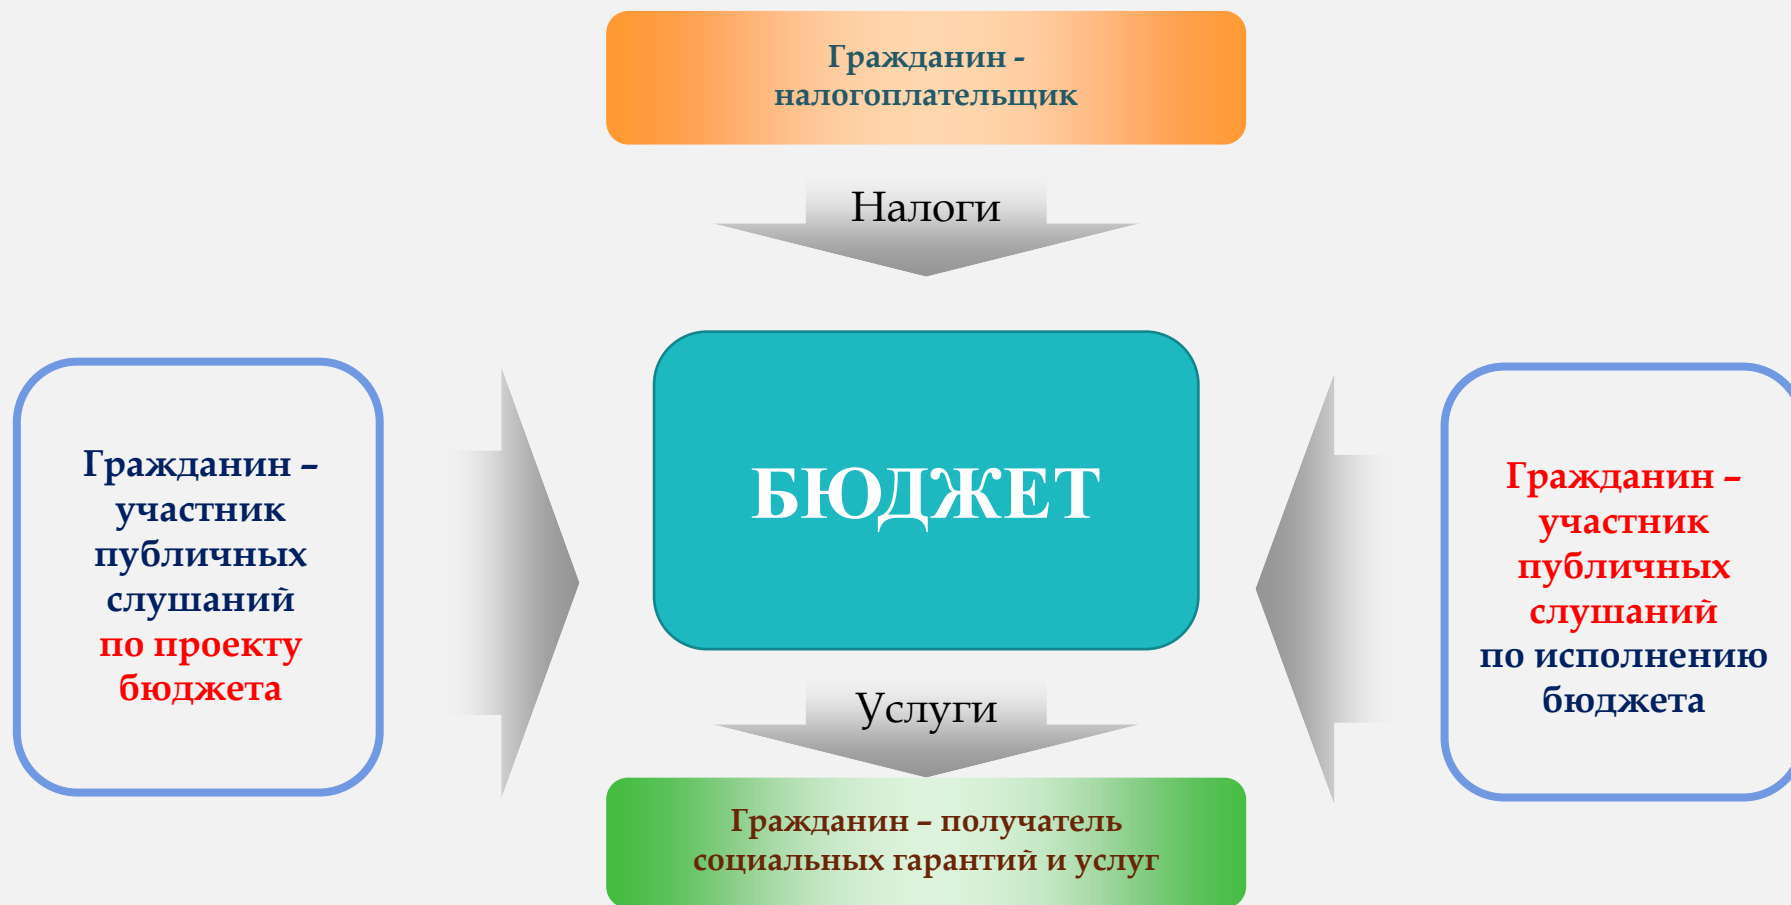 Гражданин -
налогоплательщик
Налоги
Гражданин –
участник
публичных
слушаний
по проекту
бюджета
БЮДЖЕТ
Гражданин –
участник
публичных
слушаний
по исполнению
бюджета
Услуги
Гражданин – получатель
социальных гарантий и услуг